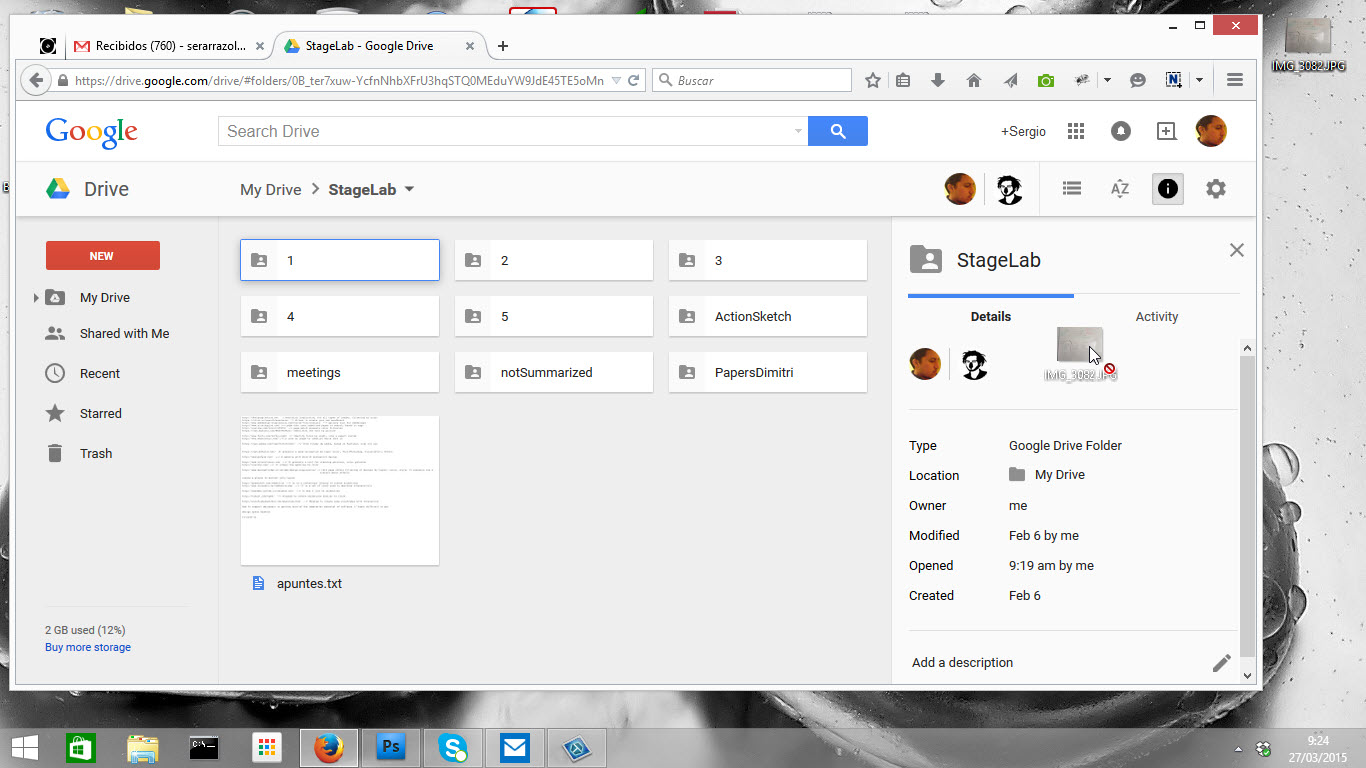 Recibidos (760) - serarrazol...
StageLab - Google Drive
IMG_3082.JPG
https://drive.google.com/drive/#folders/0B_ter7xuw-YcfnNhbXFrU3hqSTQ0MEduYW9JdE45TE5oMn
Buscar
Google
Search Drive
+Sergio
Drive
My Drive
StageLab
AZ
NEW
1
2
3
StageLab
My Drive
4
5
ActionSketch
Details
Activity
Shared with Me
meetings
notSummarized
PapersDimitri
IMG_3082.JPG
Recent
Starred
Trash
Type
Google Drive Folder
Location
My Drive
Owner
me
Modified
Feb 6 by me
Opened
9:19 am by me
Created
Feb 6
apuntes.txt
2 GB used (12%)
Buy more storage
Add a description
C:\_
Ps
9:24
27/03/2015